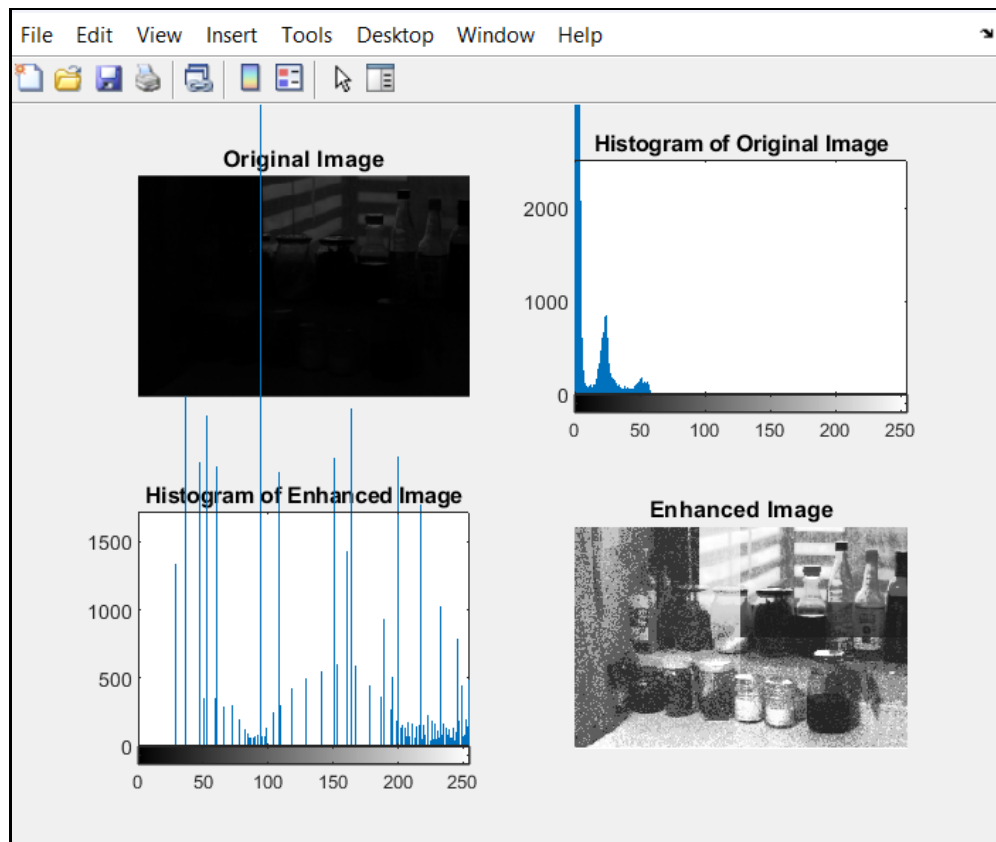 File Edit View Insert Tools Desktop Window Help
Original Image
Histogram of Original Image
2000
1000
0
0 50 100 150 200 250
Histogram of Enhanced Image
1500
1000
500
0
0 50 100 150 200 250
Enhanced Image